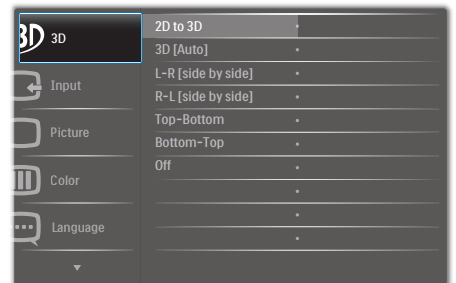 3D 3D
Input
Picture
Color
Language
2D to 3D
3D [Auto]
L-R [side by side]
R-L [side by side]
Top-Bottom
Bottom-Top
Off